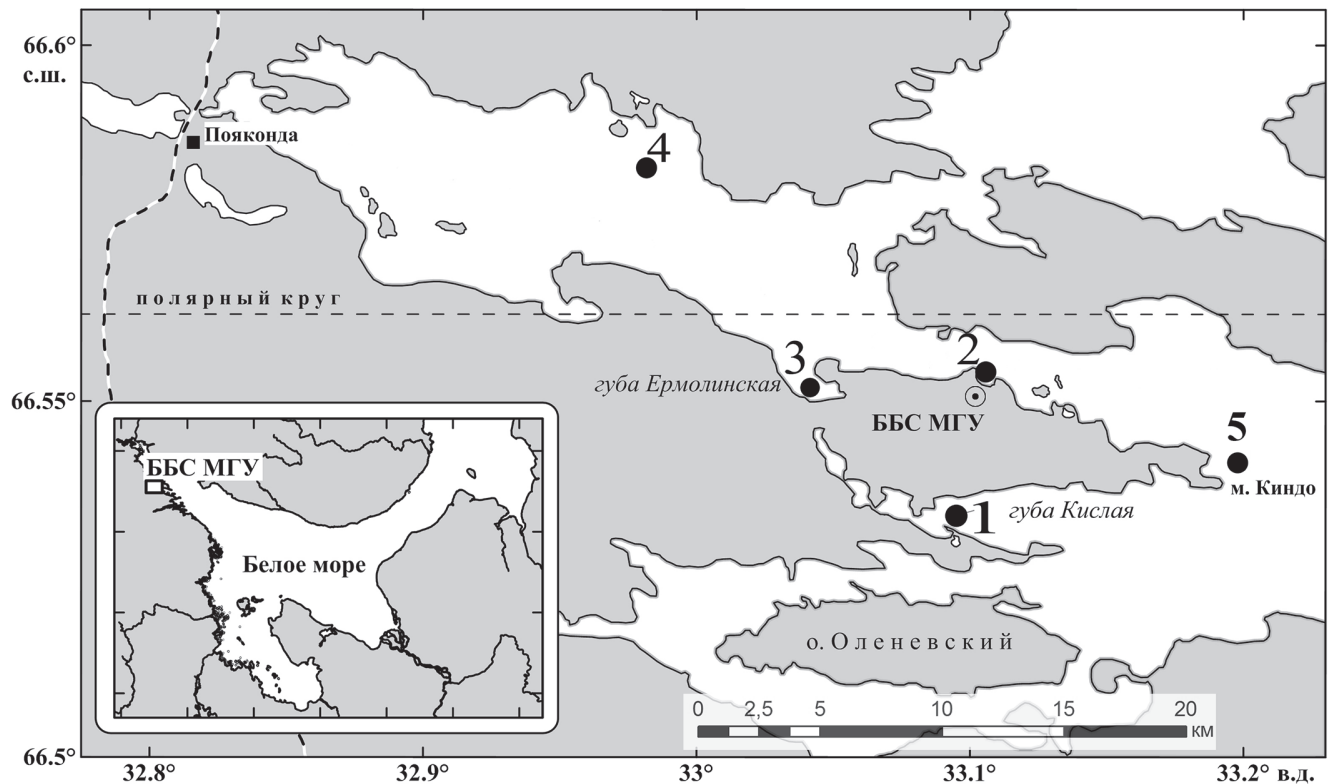 66.6°
с.ш.
Пояконда
4
полярный круг
3
2
губа Ермолинская
66.55°
ББС МГУ
5
м. Киндо
1
губа Кислая
ББС МГУ
Белое море
о. Оленевский
0 2,5 5 10 15 20
км
66.5°
32.8° 32.9° 33° 33.1° 33.2° в.д.